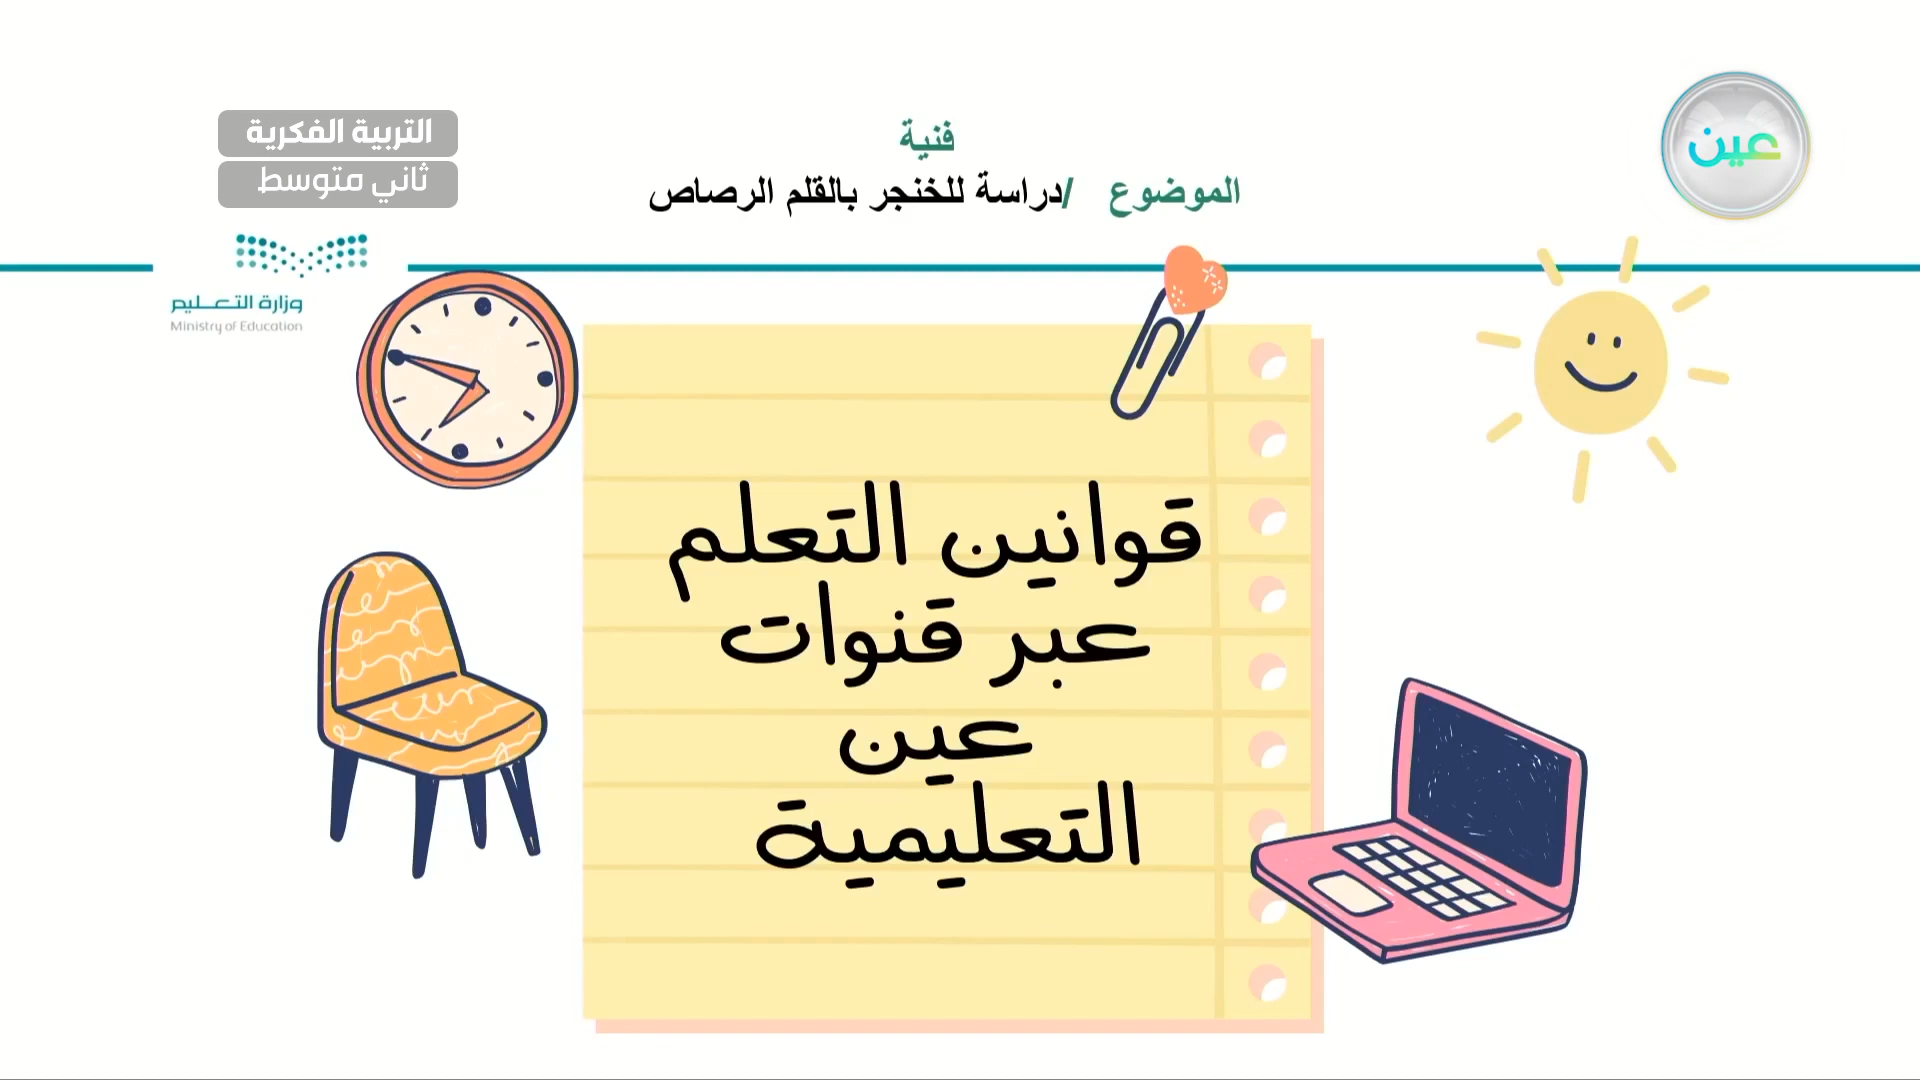 عين
فنية
الموضوع /دراسة للخنجر بالقلم الرصاص
التربية الفكرية
ثاني متوسط
وزارة التعليم
Ministry of Education
قوانين التعلم
عبر قنوات
عين
التعليمية